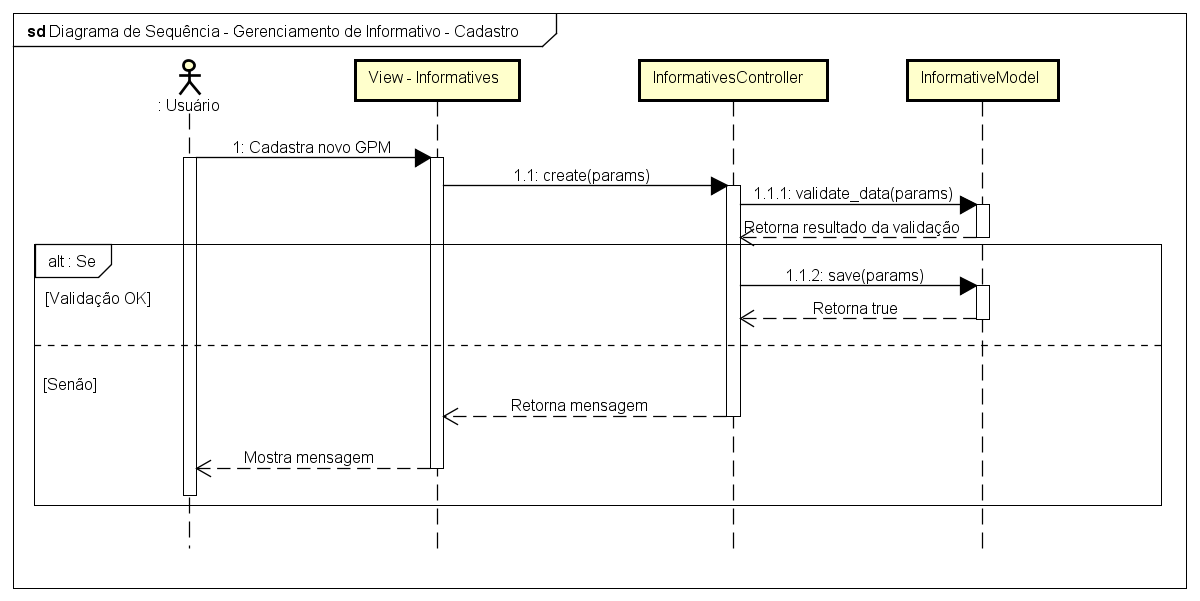 sd Diagrama de Sequência - Gerenciamento de Informativo - Cadastro
: Usuário
View - Informatives
InformativesController
InformativeModel
1: Cadastra novo GPM
1.1: create(params)
1.1.1: validate_data(params)
Retorna resultado da validação
alt : Se
[Validação OK]
1.1.2: save(params)
Retorna true
[Senão]
Retorna mensagem
Mostra mensagem